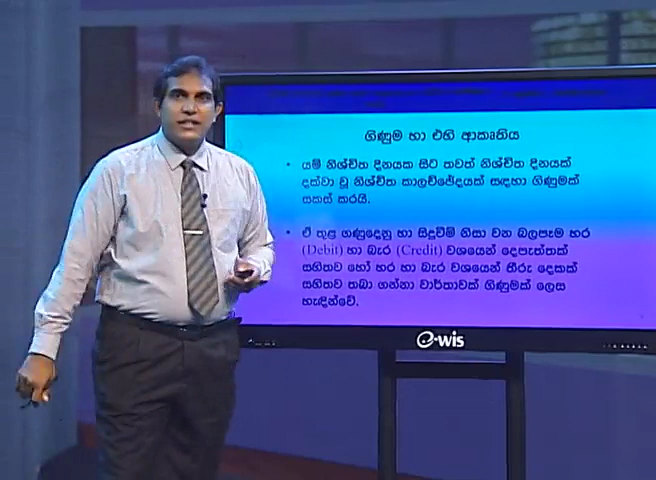 ගිණුම හා එහි ආකෘතිය
• යම් නිශ්චිත දිනයක සිට තවත් නිශ්චිත දිනයක්
දක්වා වූ නිශ්චිත කාලච්ඡේදයක් සඳහා ගිණුමක්
සකස් කරයි.
• ඒ තුළ ගණුදෙනු හා සිදුවීම් නිසා වන බලපෑම හර
(Debit) හා බැර (Credit) වශයෙන් දෙපැත්තක්
සහිතව හෝ හර හා බැර වශයෙන් තීරු දෙකක්
සහිතව තබා ගන්නා වාර්තාවක් ගිණුමක් ලෙස
හැඳින්වේ.
e-wis